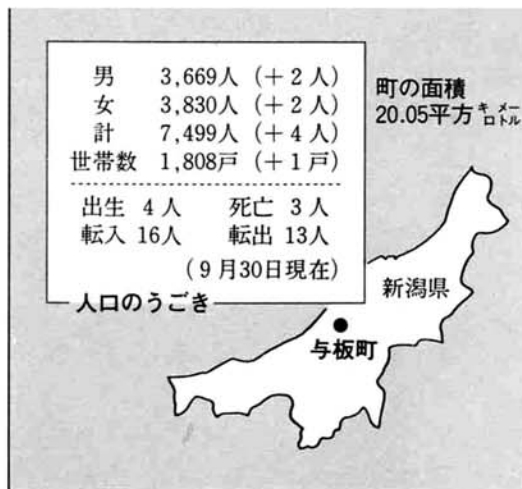 男 3,669人 (+2人)
女 3,830人 (+2人)
計 7,499人 (+4人)
世帯数 1,808戸 (+1戸)
出生 4人 死亡 3人
転入 16人 転出 13人
(9月30日現在)
人口のうごき
町の面積
20.05平方キロメートル
新潟県
与板町